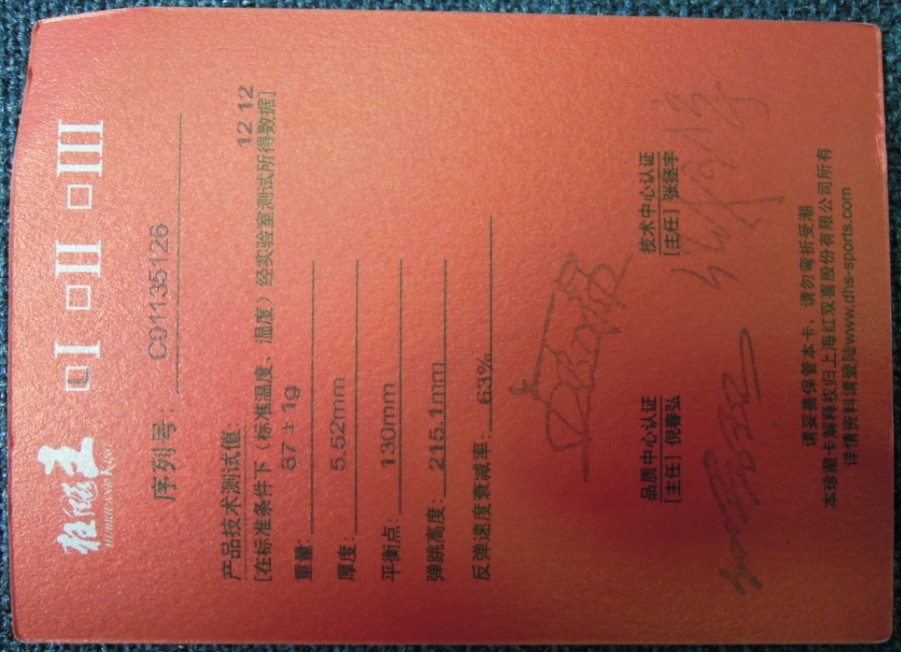 狂飚王 □I □II □III
HURRICANE KING
序列号: C01135126
产品技术测试值: 12 12
[在标准条件下（标准温度、湿度）经实验室测试所得数据]
重量: 87 ± 1g
厚度: 5.52mm
平衡点: 130mm
弹跳高度: 215.1nm
反弹速度衰减率: 63%
品质中心认证 技术中心认证
[主任] 倪春弘 [主任] 张拯宇
请妥善保管本卡，请勿弯折受潮
本珍藏卡解释权归上海红双喜股份有限公司所有
详情资料请登陆www.dhs-sports.com